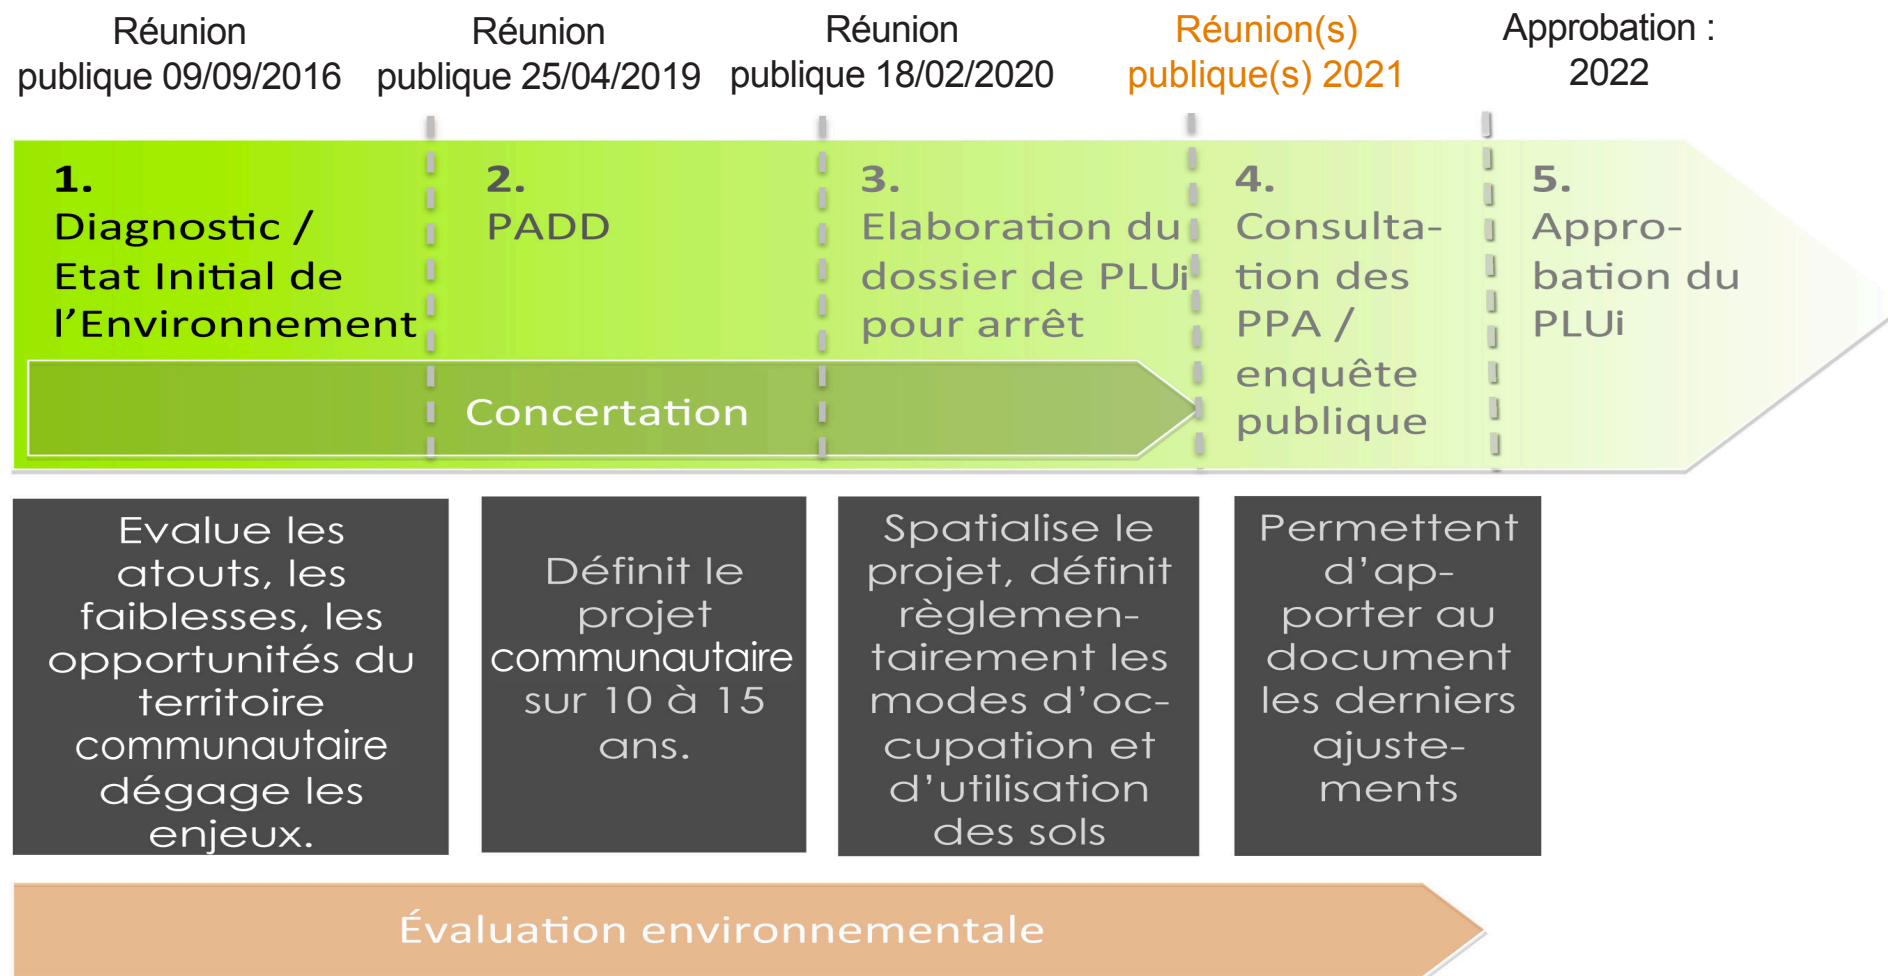 Réunion
publique 09/09/2016
Réunion
publique 25/04/2019
Réunion
publique 18/02/2020
Réunion(s)
publique(s) 2021
Approbation :
2022
1.
Diagnostic /
Etat Initial de
l’Environnement
2.
PADD
3.
Elaboration du
dossier de PLUi
pour arrêt
4.
Consulta-
tion des
PPA /
enquête
publique
5.
Appro-
bation du
PLUi
Concertation
Evalue les
atouts, les
faiblesses, les
opportunités du
territoire
communautaire
dégage les
enjeux.
Définit le
projet
communautaire
sur 10 à 15
ans.
Spatialise le
projet, définit
règlemen-
tairement les
modes d’oc-
cupation et
d’utilisation
des sols
Permettent
d’ap-
porter au
document
les derniers
ajuste-
ments
Évaluation environnementale